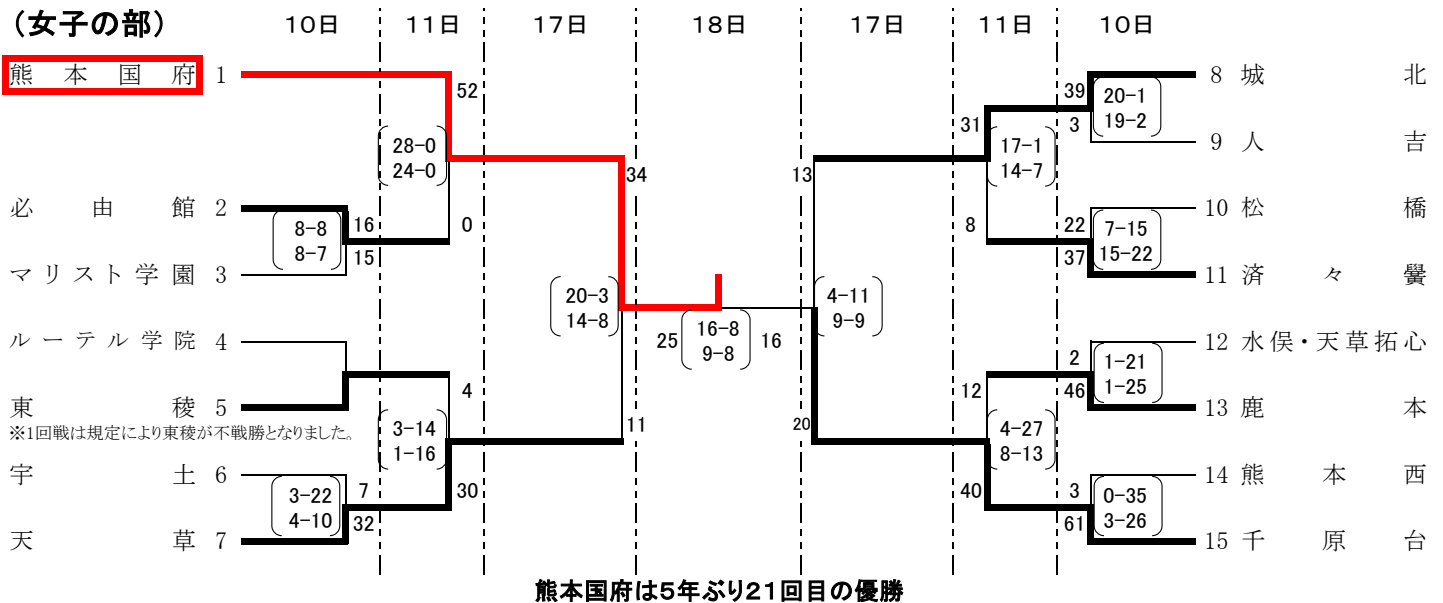 (女子の部) 10日 11日 17日 18日 17日 11日 10日
熊本国府 1
52
39
20-1
19-2
8 城北
31
3
9 人吉
28-0
24-0
17-1
14-7
34
13
必由館 2
10 松橋
8-8
8-7
16
15
0
8
22
37
7-15
15-22
マリスト学園 3
11 済々黌
20-3
14-8
4-11
9-9
25
16-8
9-8
16
ルーテル学院 4
12 水俣・天草拓心
2
46
1-21
1-25
4
12
東稜 5
13 鹿本
※1回戦は規定により東稜が不戦勝となりました。
11
20
3-14
1-16
4-27
8-13
宇土 6
14 熊本西
3-22
4-10
7
32
30
40
3
61
0-35
3-26
天草 7
15 千原台
熊本国府は5年ぶり21回目の優勝